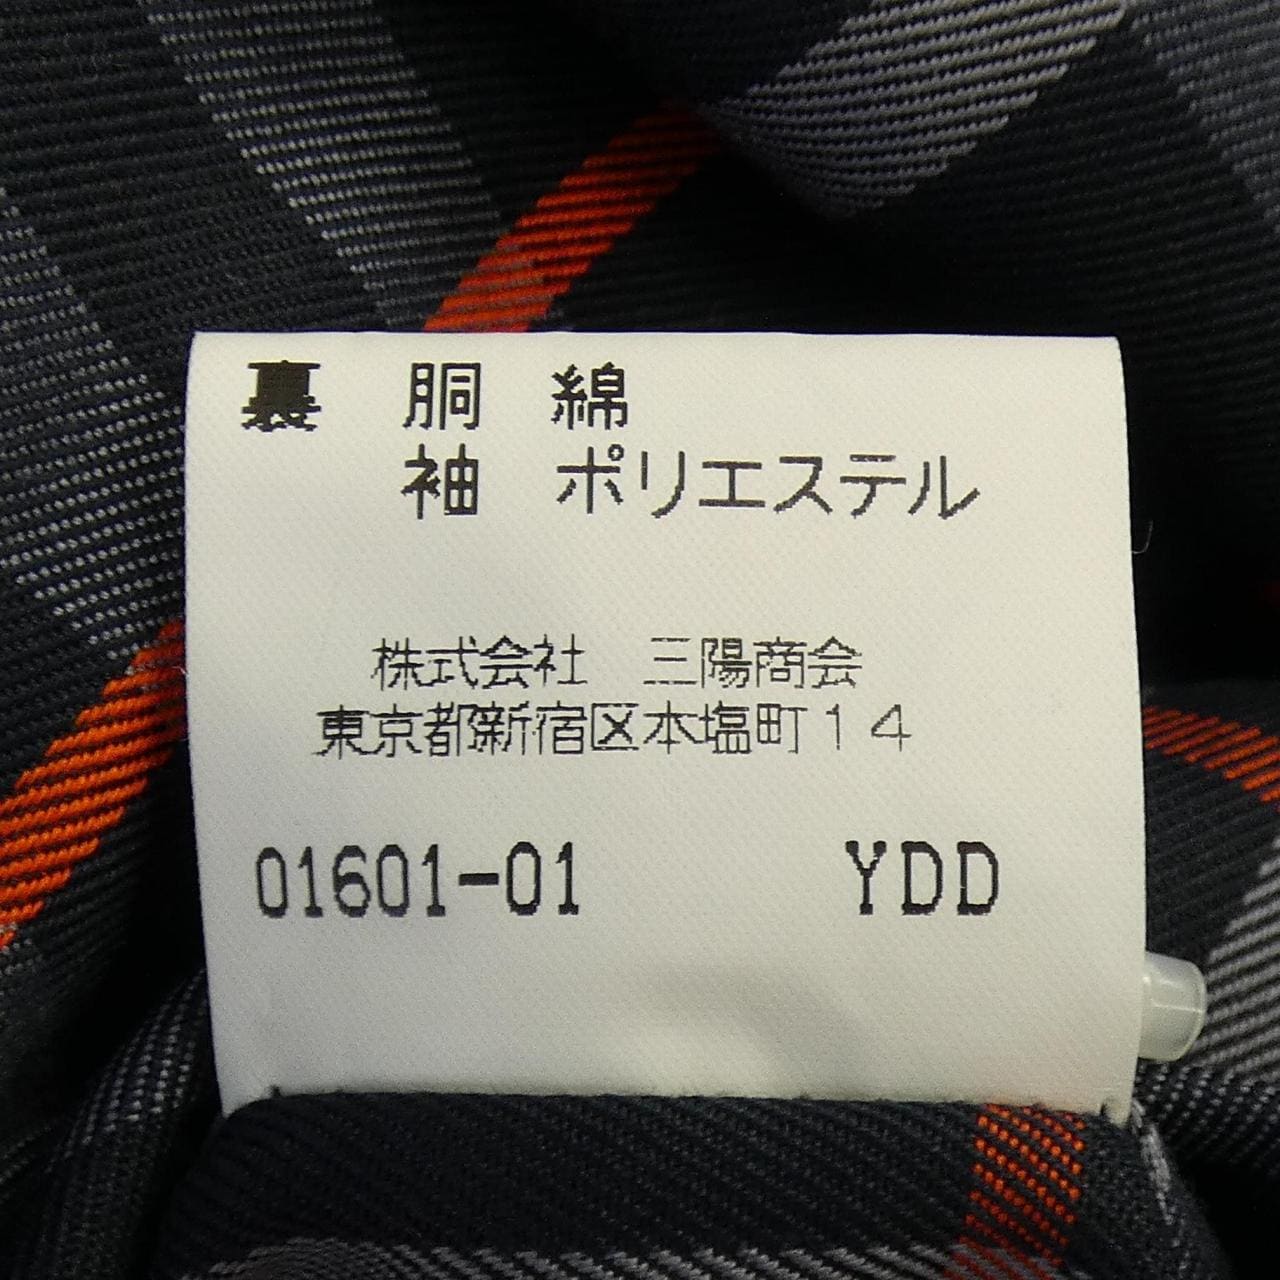 裏 胴 綿
袖 ポリエステル
株式会社 三陽商会
東京都新宿区本塩町14
01601-01 YDD